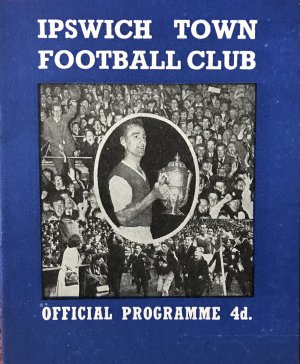 IPSWICH TOWN
FOOTBALL CLUB
OFFICIAL PROGRAMME 4d.